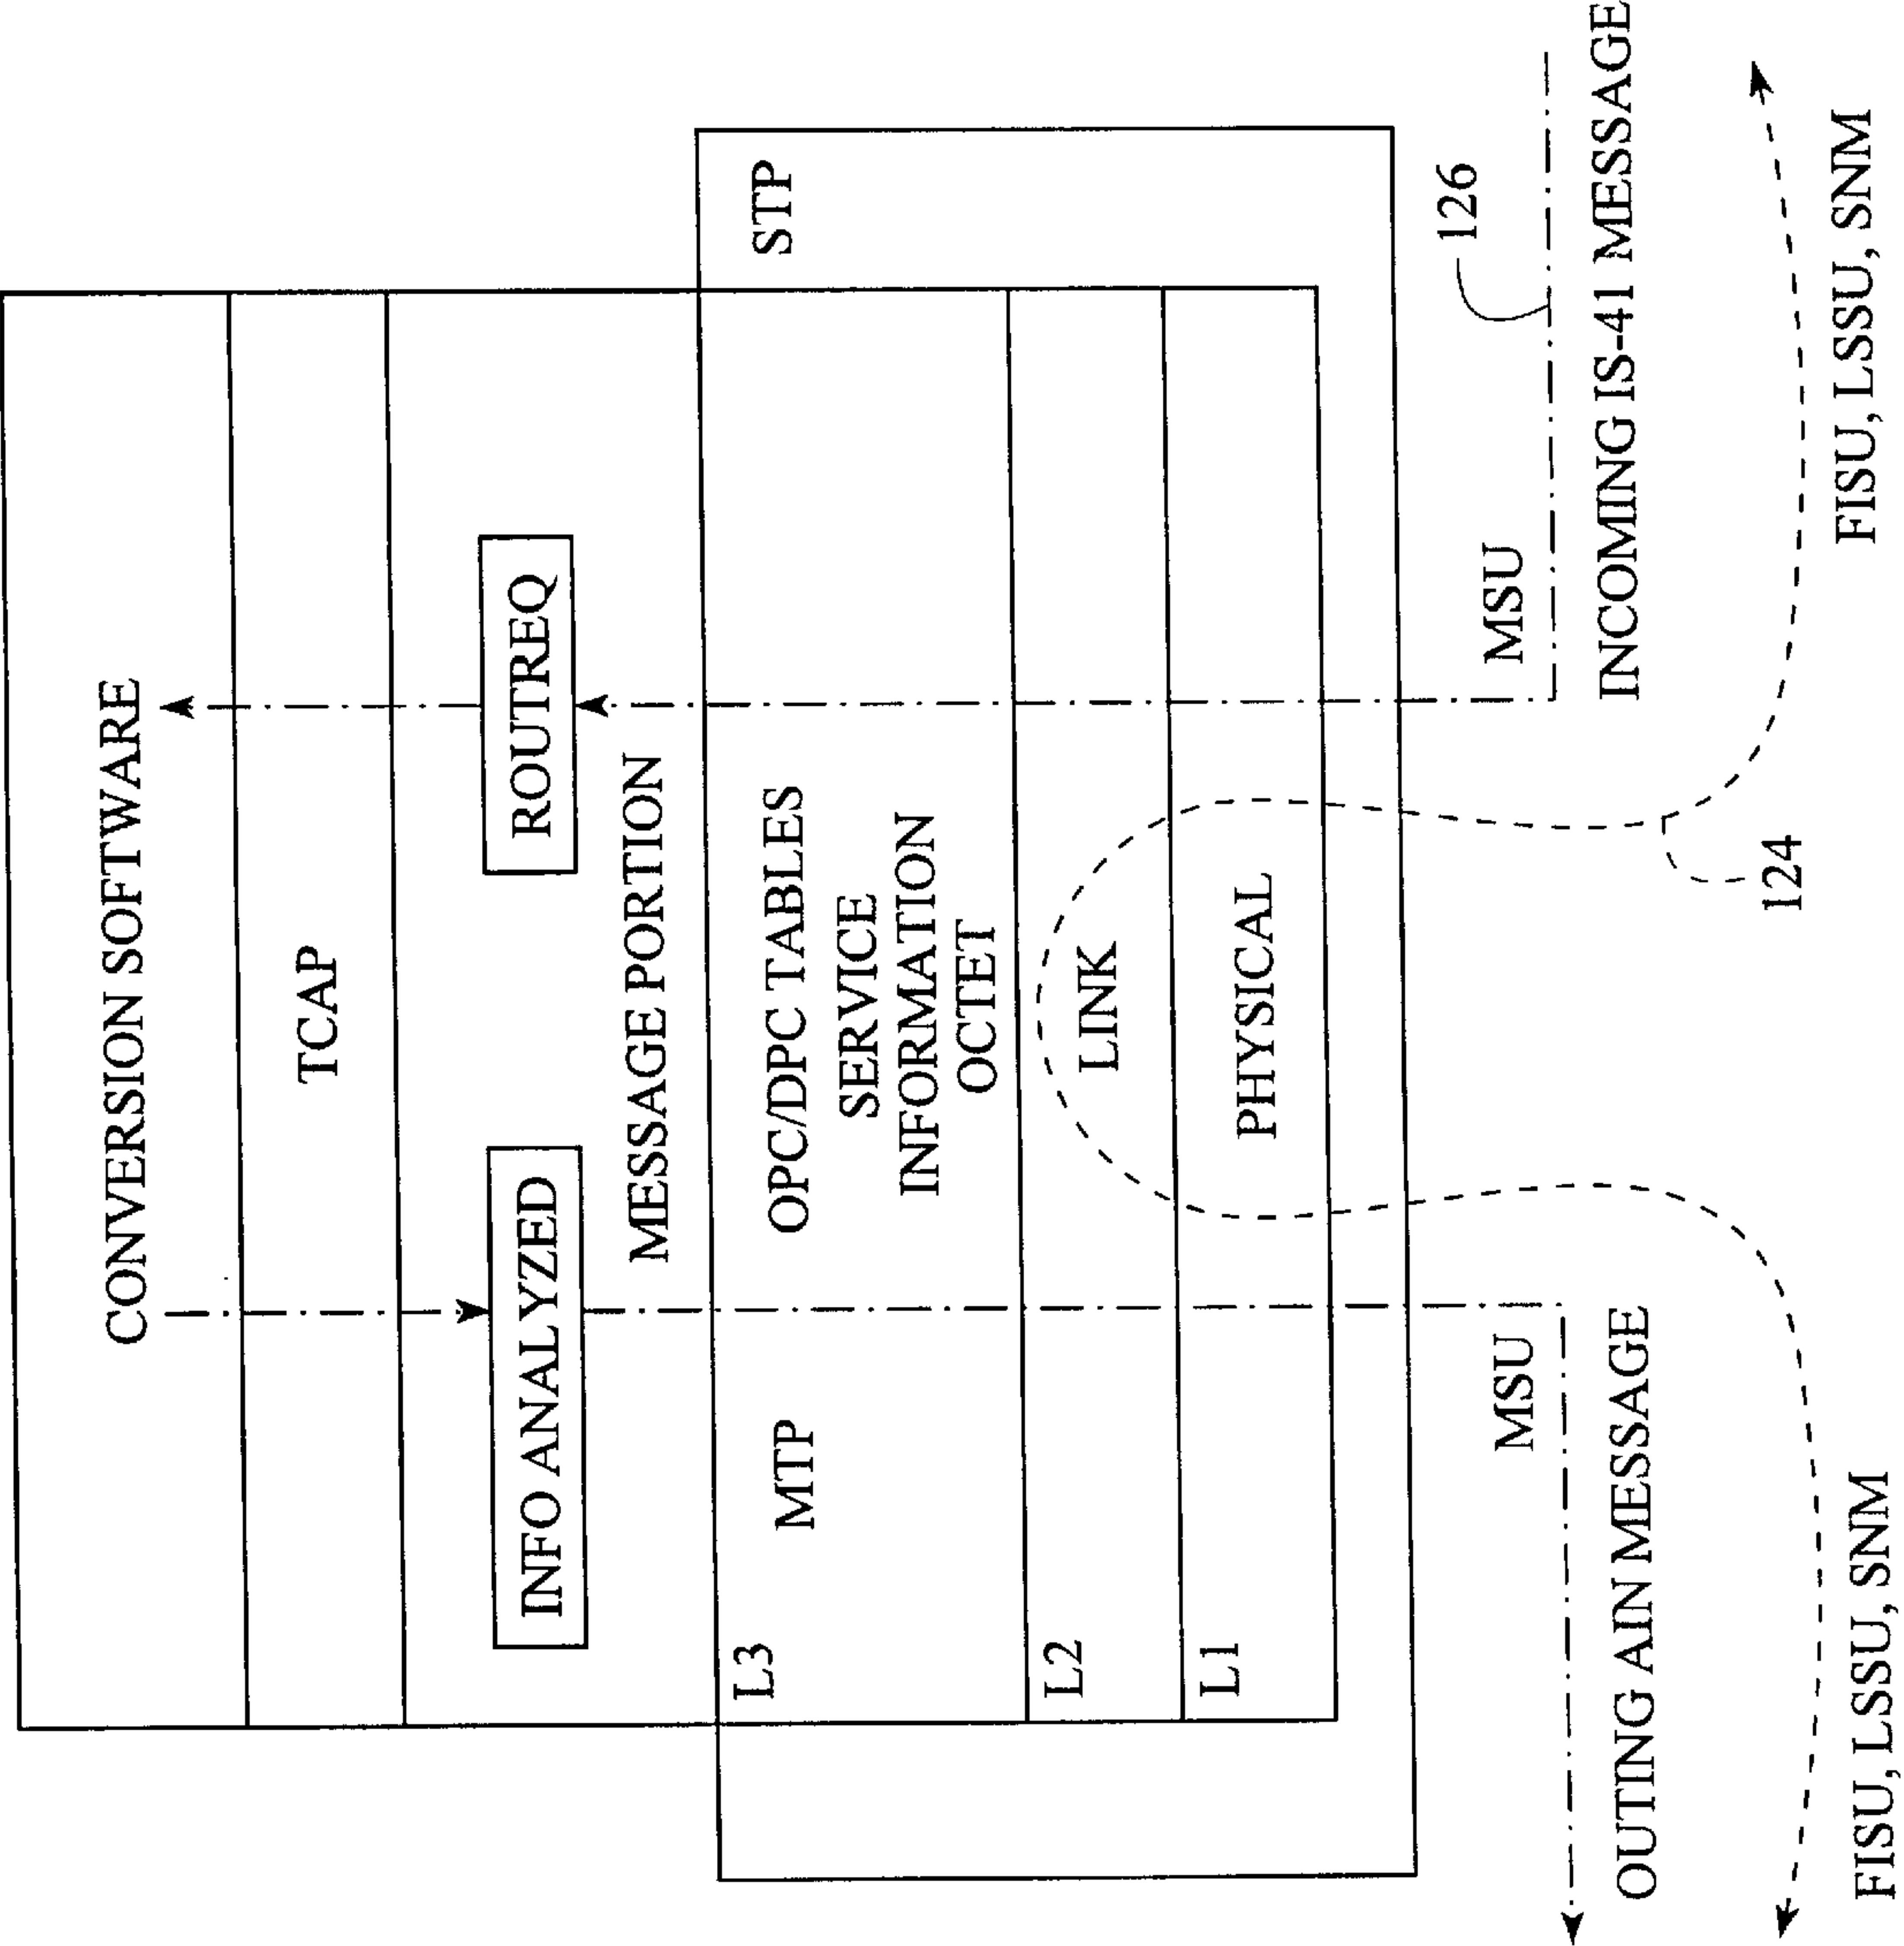 CONVERSION SOFTWARE
TCAP
INFO ANALYZED
ROUTREQ
MESSAGE PORTION
L3
MTP
OPC/DPC TABLES
SERVICE
INFORMATION
OCTET
STP
L2
LINK
L1
PHYSICAL
MSU
MSU
126
OUTING AIN MESSAGE
INCOMING IS-41 MESSAGE
124
FISU, LSSU, SNM
FISU, LSSU, SNM